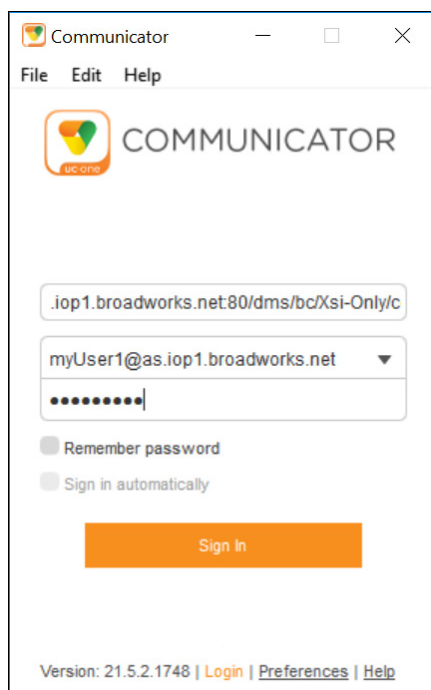 Communicator
File Edit Help
COMMUNICATOR
uc one
.iop1.broadworks.net:80/dms/bc/Xsi-Only/c
myUser1@as.iop1.broadworks.net
•••••••••
Remember password
Sign in automatically
Sign In
Version: 21.5.2.1748 | Login | Preferences | Help